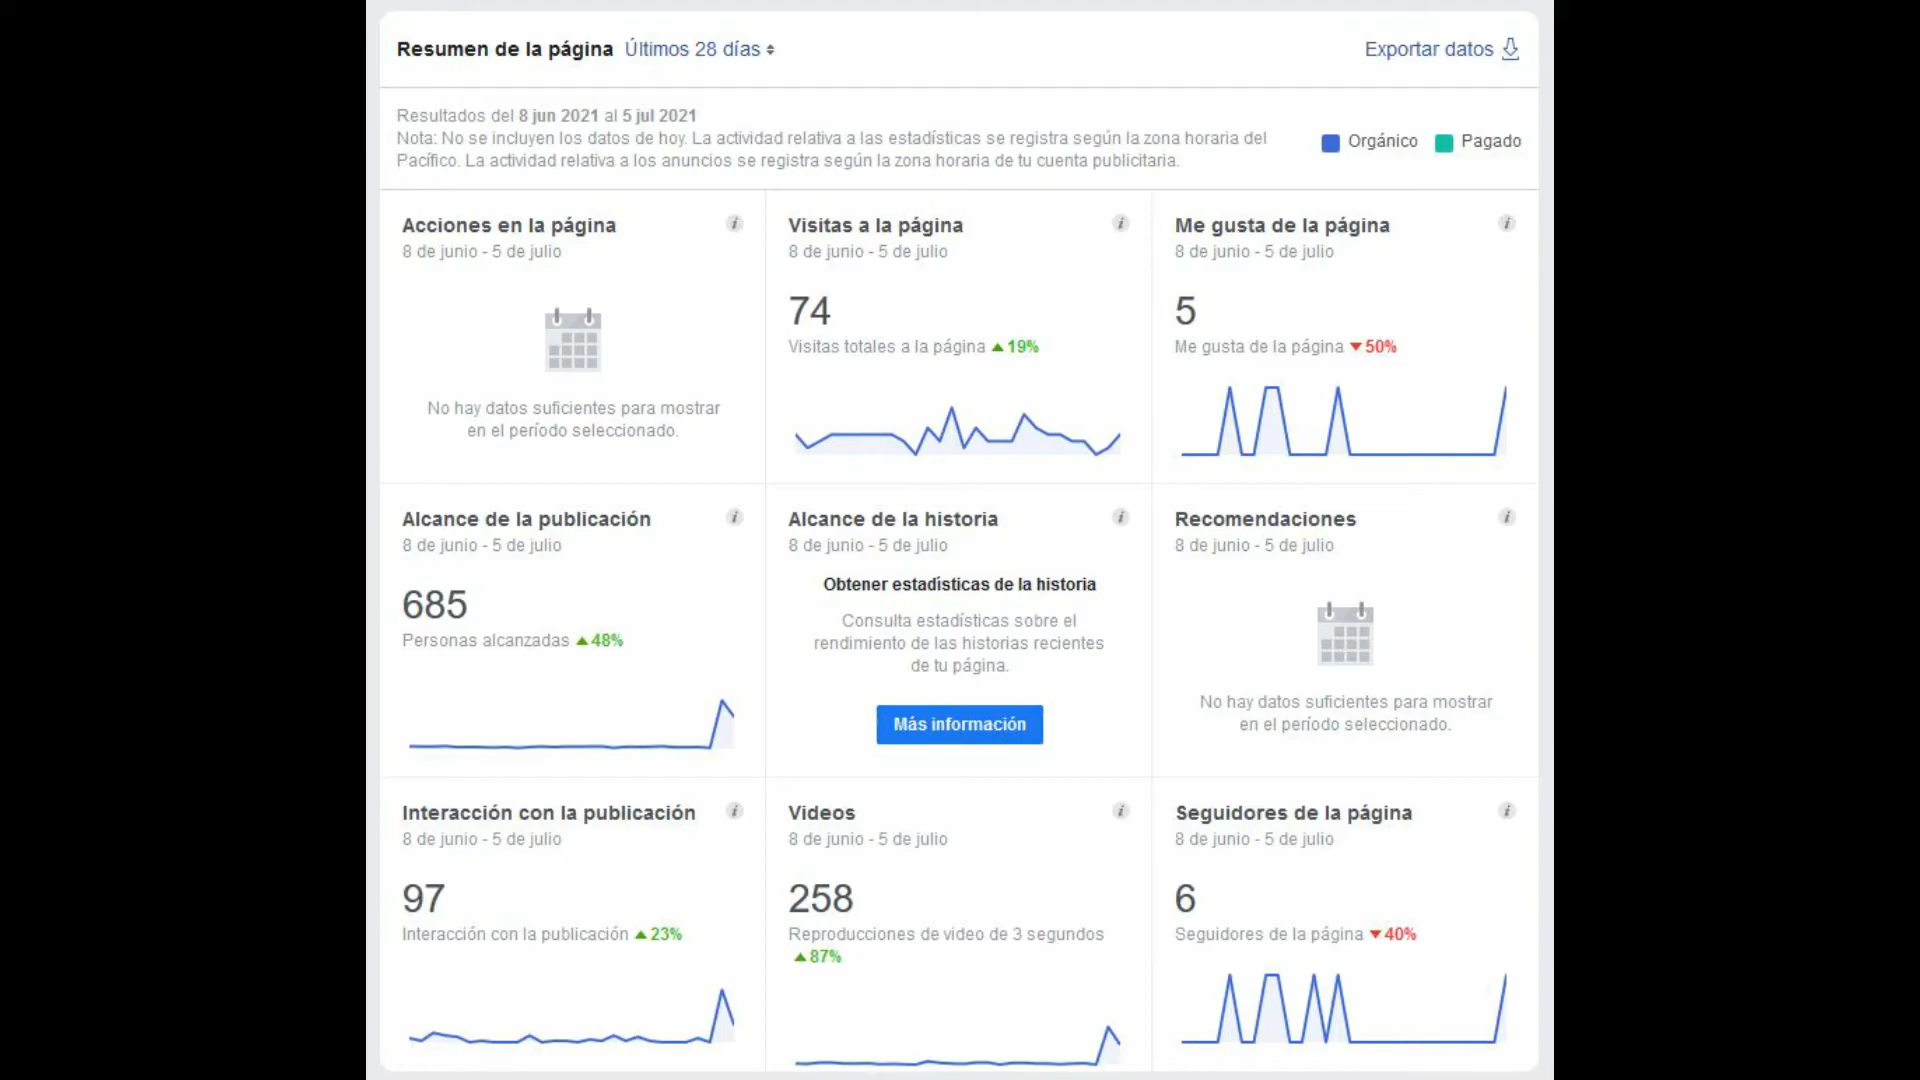 Resumen de la página Últimos 28 días
Exportar datos
Resultados del 8 jun 2021 al 5 jul 2021
Nota: No se incluyen los datos de hoy. La actividad relativa a las estadísticas se registra según la zona horaria del
Pacífico. La actividad relativa a los anuncios se registra según la zona horaria de tu cuenta publicitaria.
Orgánico Pagado
Acciones en la página
8 de junio - 5 de julio
No hay datos suficientes para mostrar
en el período seleccionado.
Visitas a la página
8 de junio - 5 de julio
74
Visitas totales a la página 19%
Me gusta de la página
8 de junio - 5 de julio
5
Me gusta de la página 50%
Alcance de la publicación
8 de junio - 5 de julio
685
Personas alcanzadas 48%
Alcance de la historia
8 de junio - 5 de julio
Obtener estadísticas de la historia
Consulta estadísticas sobre el
rendimiento de las historias recientes
de tu página.
Más información
Recomendaciones
8 de junio - 5 de julio
No hay datos suficientes para mostrar
en el período seleccionado.
Interacción con la publicación
8 de junio - 5 de julio
97
Interacción con la publicación 23%
Videos
8 de junio - 5 de julio
258
Reproducciones de video de 3 segundos
87%
Seguidores de la página
8 de junio - 5 de julio
6
Seguidores de la página 40%